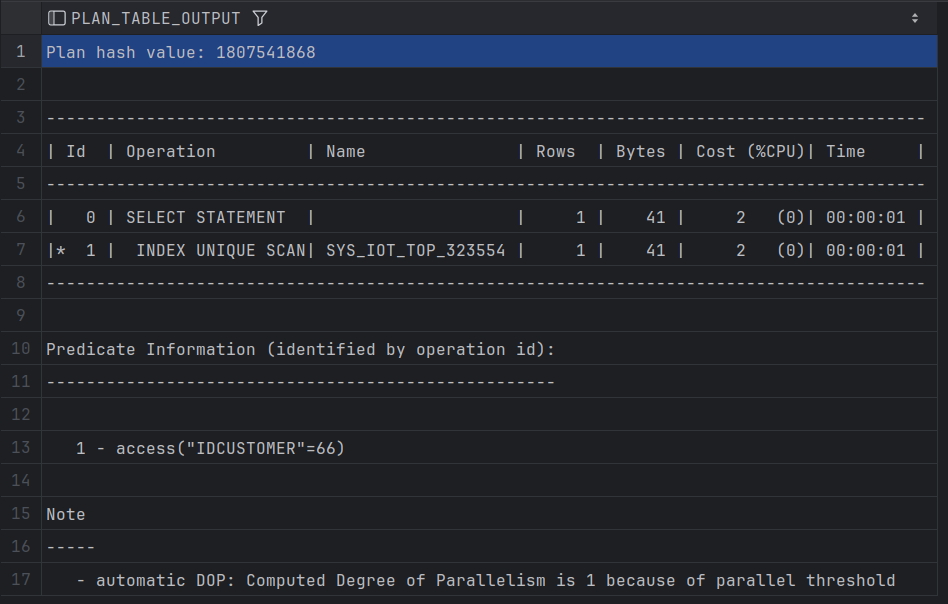 PLAN_TABLE_OUTPUT
1 Plan hash value: 1807541868
2
3 ----------------------------------------------------------------------------------------
4 | Id  | Operation         | Name               | Rows  | Bytes | Cost (%CPU)| Time     |
5 ----------------------------------------------------------------------------------------
6 |   0 | SELECT STATEMENT  |                    |     1 |    41 |     2   (0)| 00:00:01 |
7 |*  1 |  INDEX UNIQUE SCAN| SYS_IOT_TOP_323554 |     1 |    41 |     2   (0)| 00:00:01 |
8 ----------------------------------------------------------------------------------------
9
10 Predicate Information (identified by operation id):
11 ---------------------------------------------------
12
13    1 - access("IDCUSTOMER"=66)
14
15 Note
16 -----
17    - automatic DOP: Computed Degree of Parallelism is 1 because of parallel threshold